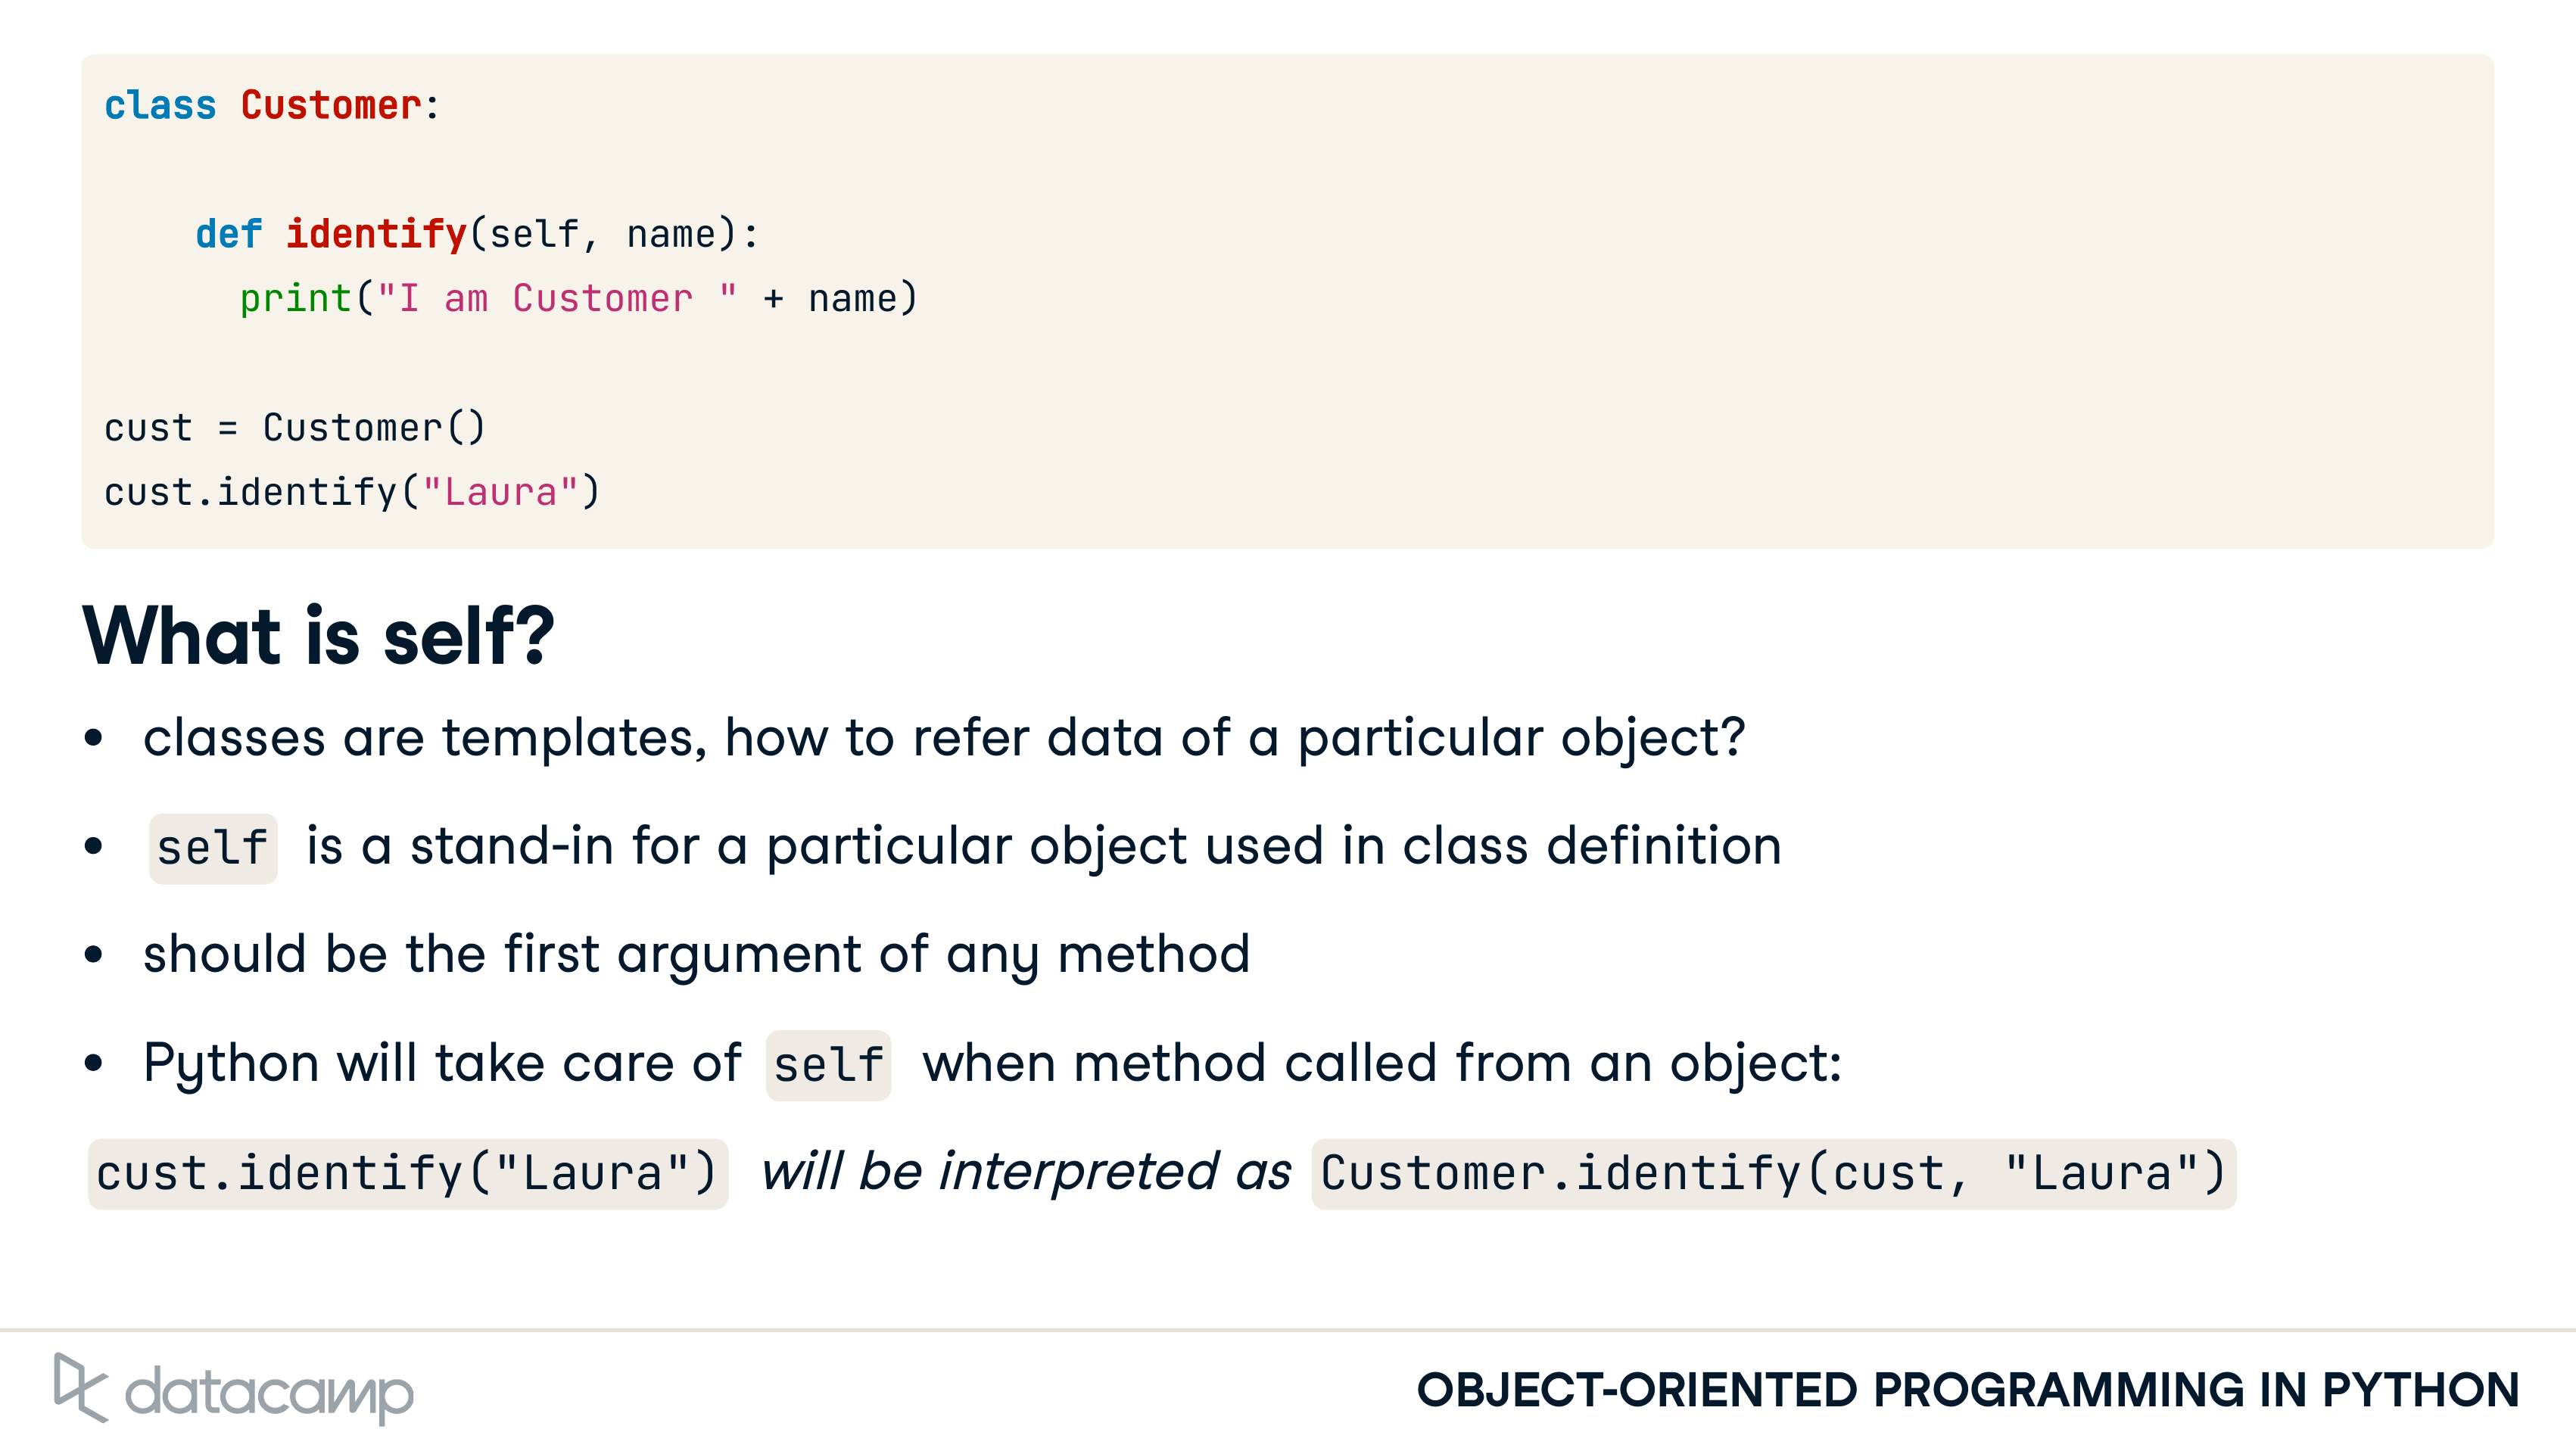 class Customer:
def identify(self, name):
print("I am Customer " + name)
cust = Customer()
cust.identify("Laura")
What is self?
• classes are templates, how to refer data of a particular object?
• self is a stand-in for a particular object used in class definition
• should be the first argument of any method
• Python will take care of self when method called from an object:
cust.identify("Laura") will be interpreted as Customer.identify(cust, "Laura")
datacamp
OBJECT-ORIENTED PROGRAMMING IN PYTHON